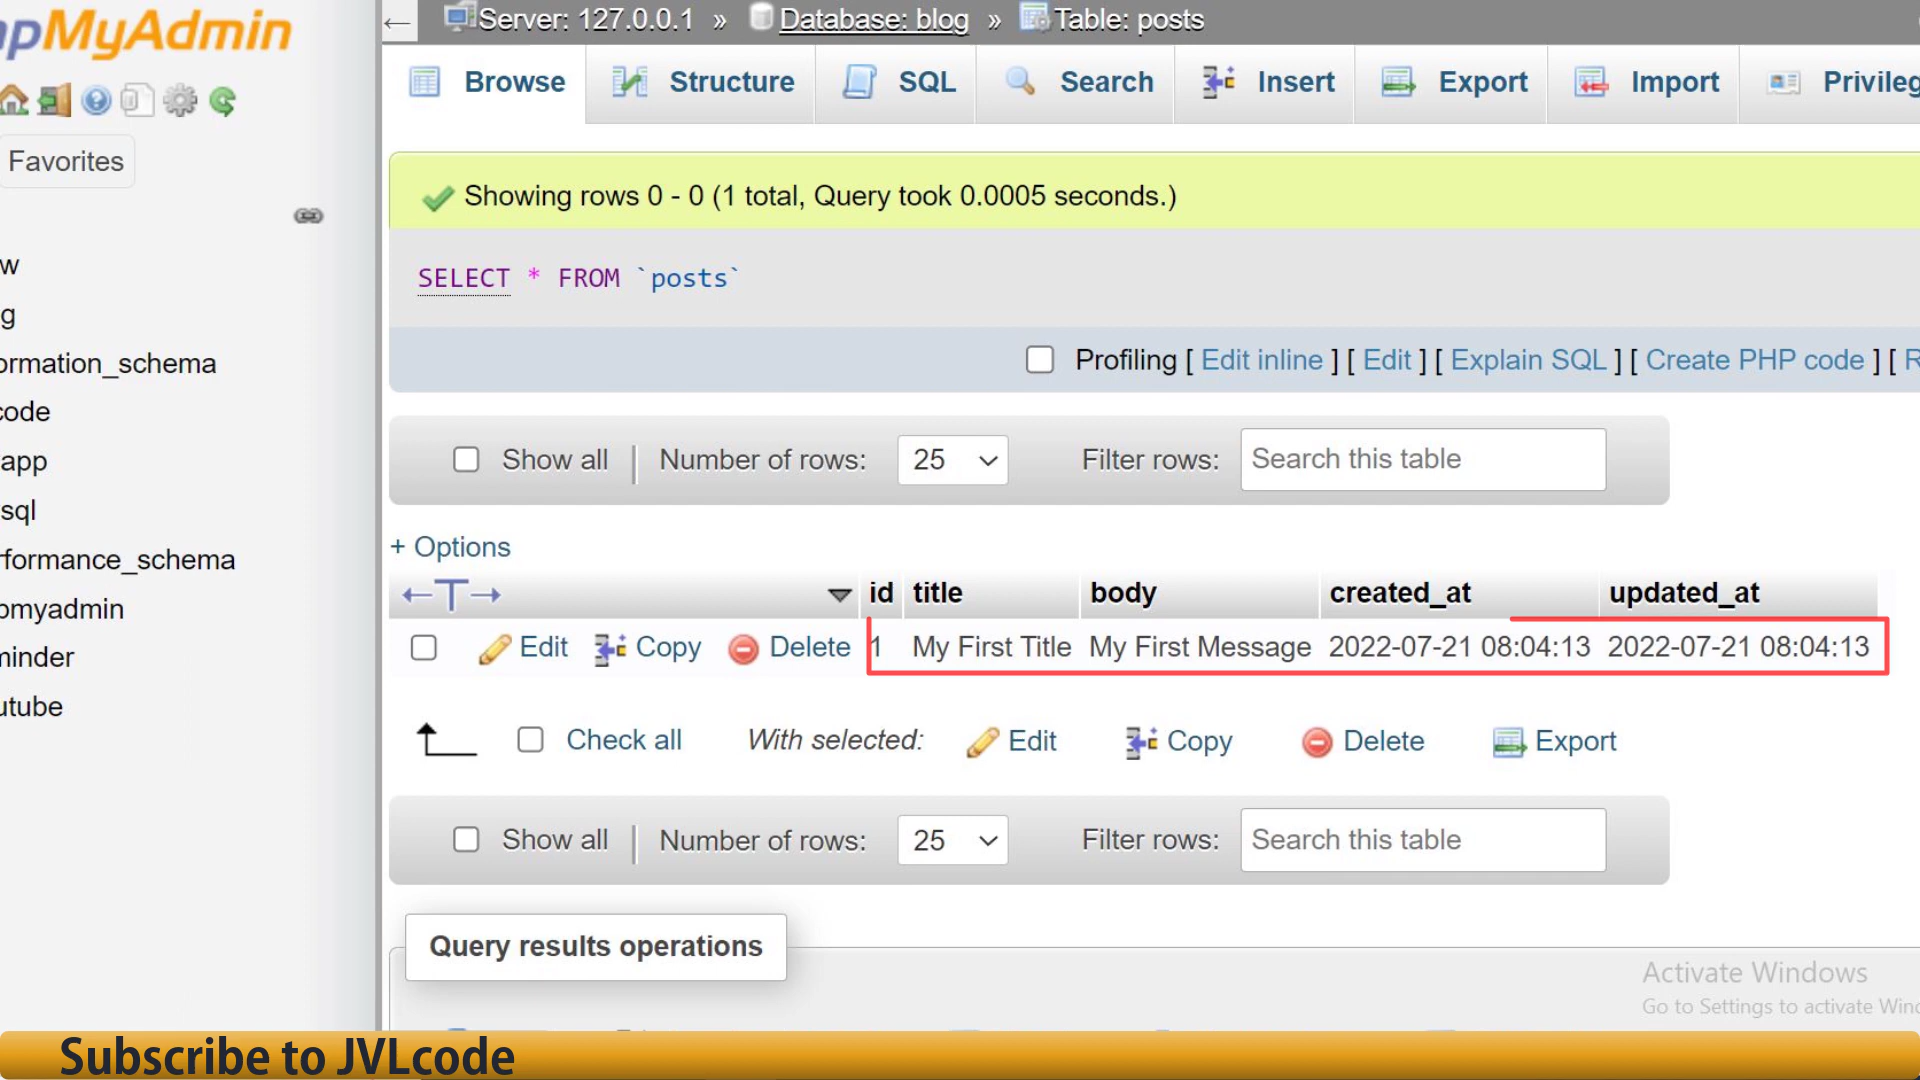 pMyAdmin
Server: 127.0.0.1 » Database: blog » Table: posts
Browse Structure SQL Search Insert Export Import Privileg
Favorites
Showing rows 0 - 0 (1 total, Query took 0.0005 seconds.)
SELECT * FROM `posts`
Profiling [ Edit inline ] [ Edit ] [ Explain SQL ] [ Create PHP code ] [ R
w
g
ormation_schema
code
app
sql
rformance_schema
omyadmin
minder
utube
Show all Number of rows: 25 Filter rows: Search this table
+ Options
id title body created_at updated_at
Edit Copy Delete 1 My First Title My First Message 2022-07-21 08:04:13 2022-07-21 08:04:13
Check all With selected: Edit Copy Delete Export
Show all Number of rows: 25 Filter rows: Search this table
Query results operations
Activate Windows
Go to Settings to activate Wind
Subscribe to JVLcode